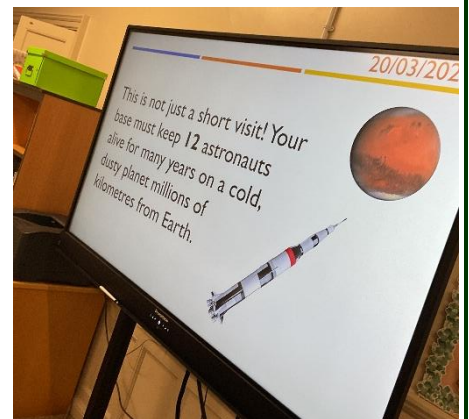 20/03/202
This is not just a short visit! Your
base must keep 12 astronauts
alive for many years on a cold,
dusty planet millions of
kilometres from Earth.